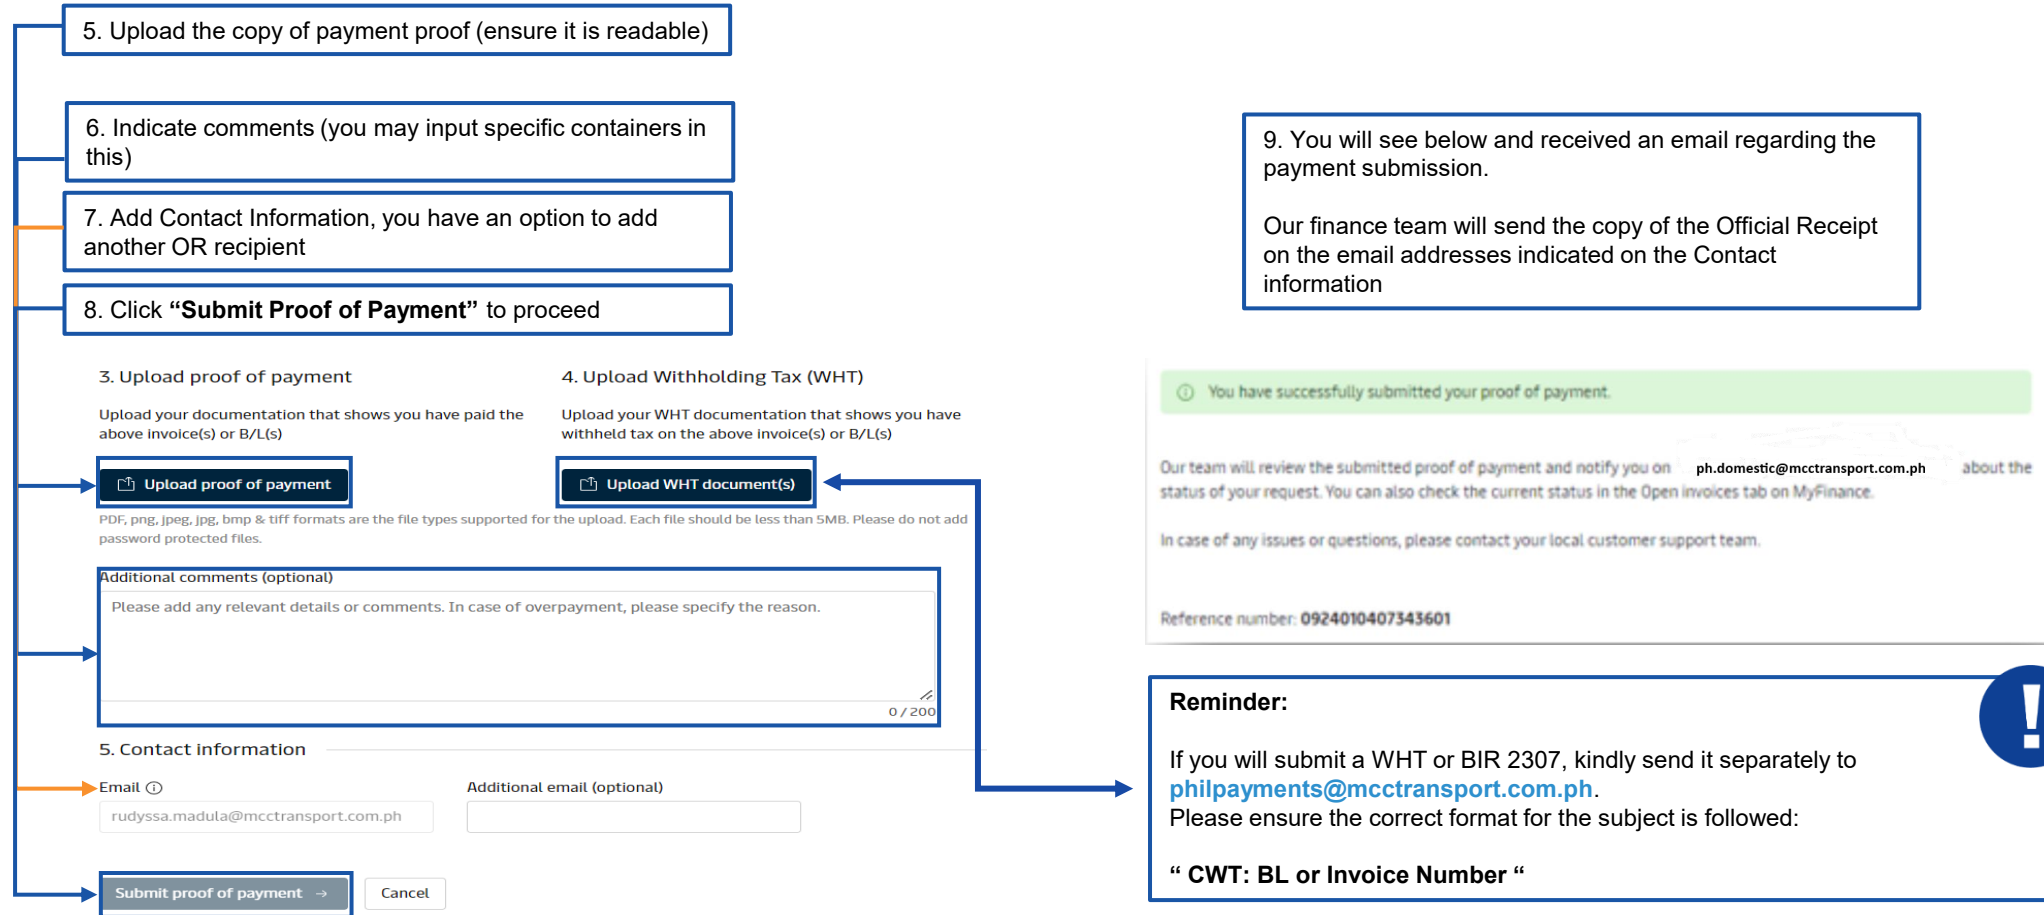 5. Upload the copy of payment proof (ensure it is readable)
6. Indicate comments (you may input specific containers in
this)
7. Add Contact Information, you have an option to add
another OR recipient
8. Click “Submit Proof of Payment” to proceed
3. Upload proof of payment
Upload your documentation that shows you have paid the
above invoice(s) or B/L(s)
Upload proof of payment
4. Upload Withholding Tax (WHT)
Upload your WHT documentation that shows you have
withheld tax on the above invoice(s) or B/L(s)
Upload WHT document(s)
PDF, png, jpeg, jpg, bmp & tiff formats are the file types supported for the upload. Each file should be less than 5MB. Please do not add
password protected files.
Additional comments (optional)
Please add any relevant details or comments. In case of overpayment, please specify the reason.
0 / 200
5. Contact information
Email
rudyssa.madula@mcctransport.com.ph
Additional email (optional)
Submit proof of payment →
Cancel
9. You will see below and received an email regarding the
payment submission.
Our finance team will send the copy of the Official Receipt
on the email addresses indicated on the Contact
information
You have successfully submitted your proof of payment.
Our team will review the submitted proof of payment and notify you on ph.domestic@mcctransport.com.ph about the
status of your request. You can also check the current status in the Open invoices tab on MyFinance.
In case of any issues or questions, please contact your local customer support team.
Reference number: 0924010407343601
Reminder:
If you will submit a WHT or BIR 2307, kindly send it separately to
philpayments@mcctransport.com.ph.
Please ensure the correct format for the subject is followed:
“ CWT: BL or Invoice Number “
!